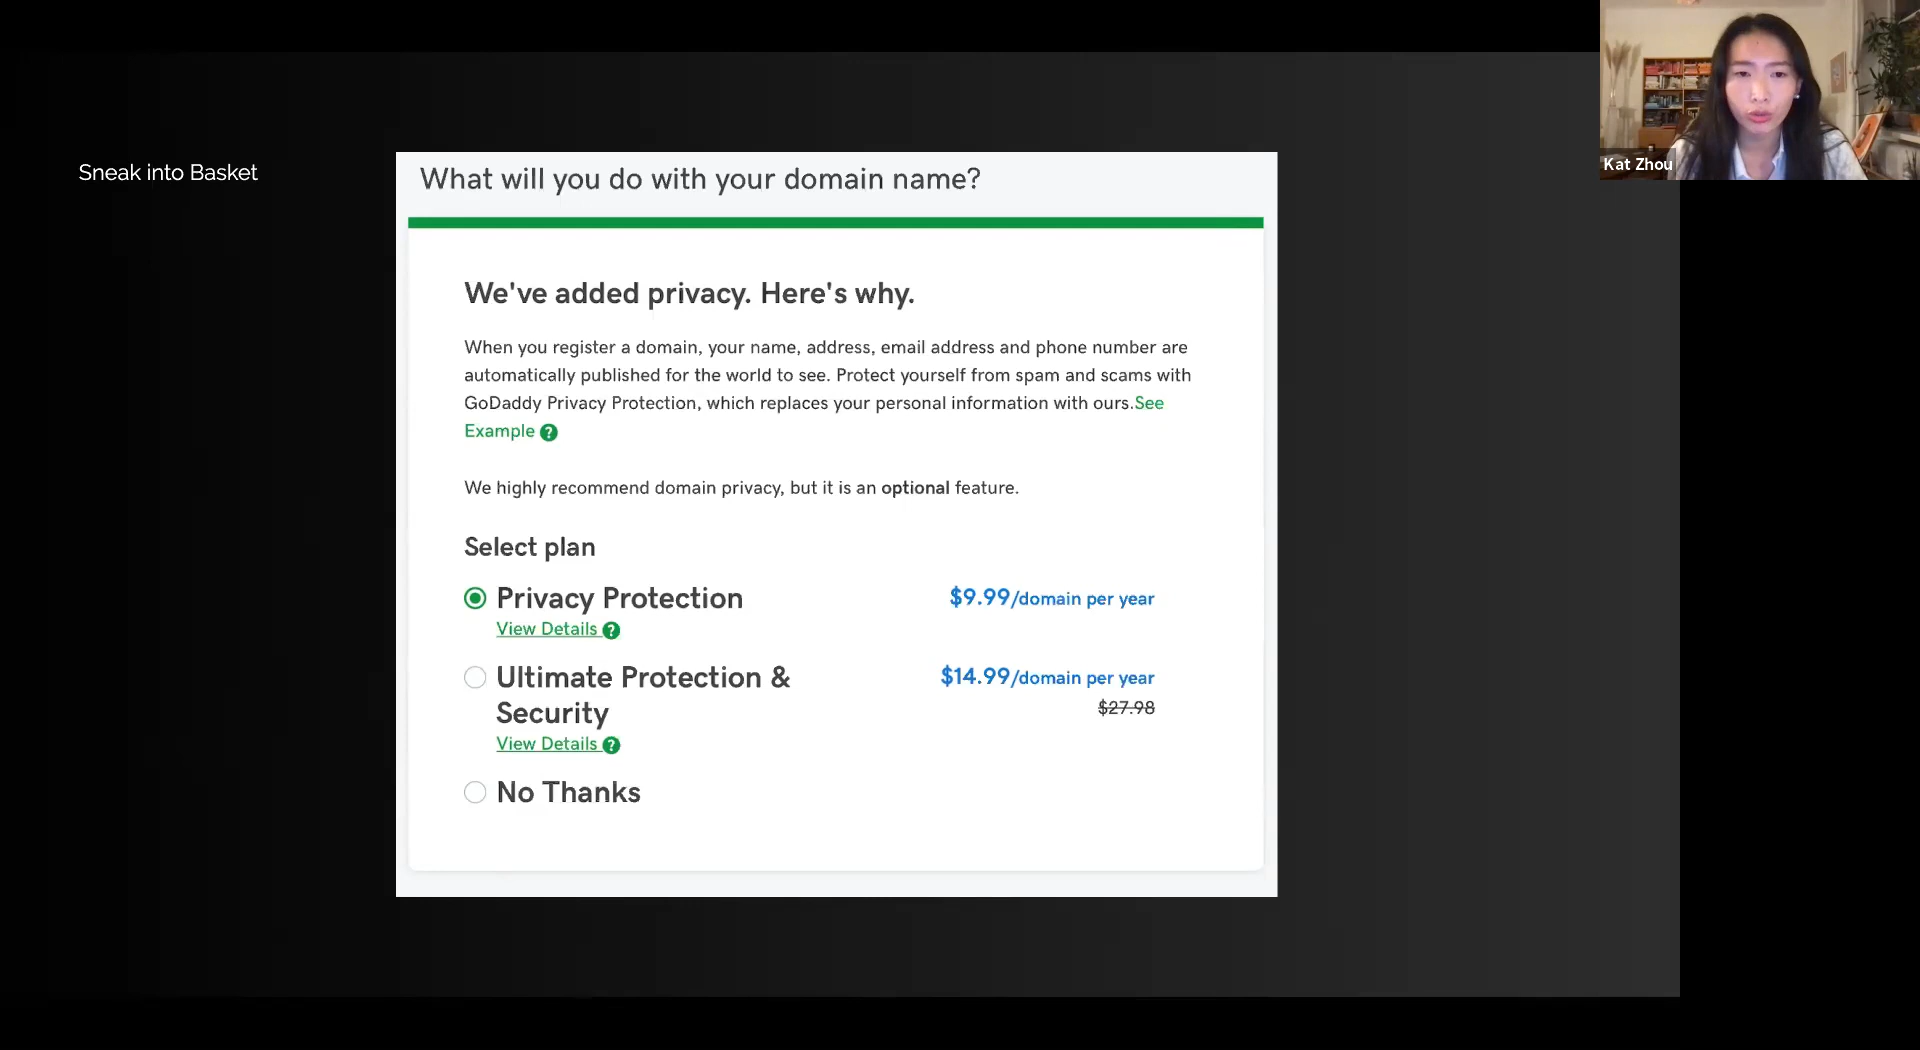 Sneak into Basket
What will you do with your domain name?
We've added privacy. Here's why.
When you register a domain, your name, address, email address and phone number are
automatically published for the world to see. Protect yourself from spam and scams with
GoDaddy Privacy Protection, which replaces your personal information with ours.See
Example ?
We highly recommend domain privacy, but it is an optional feature.
Select plan
Privacy Protection $9.99/domain per year
View Details ?
Ultimate Protection & $14.99/domain per year
Security $27.98
View Details ?
No Thanks
Kat Zhou